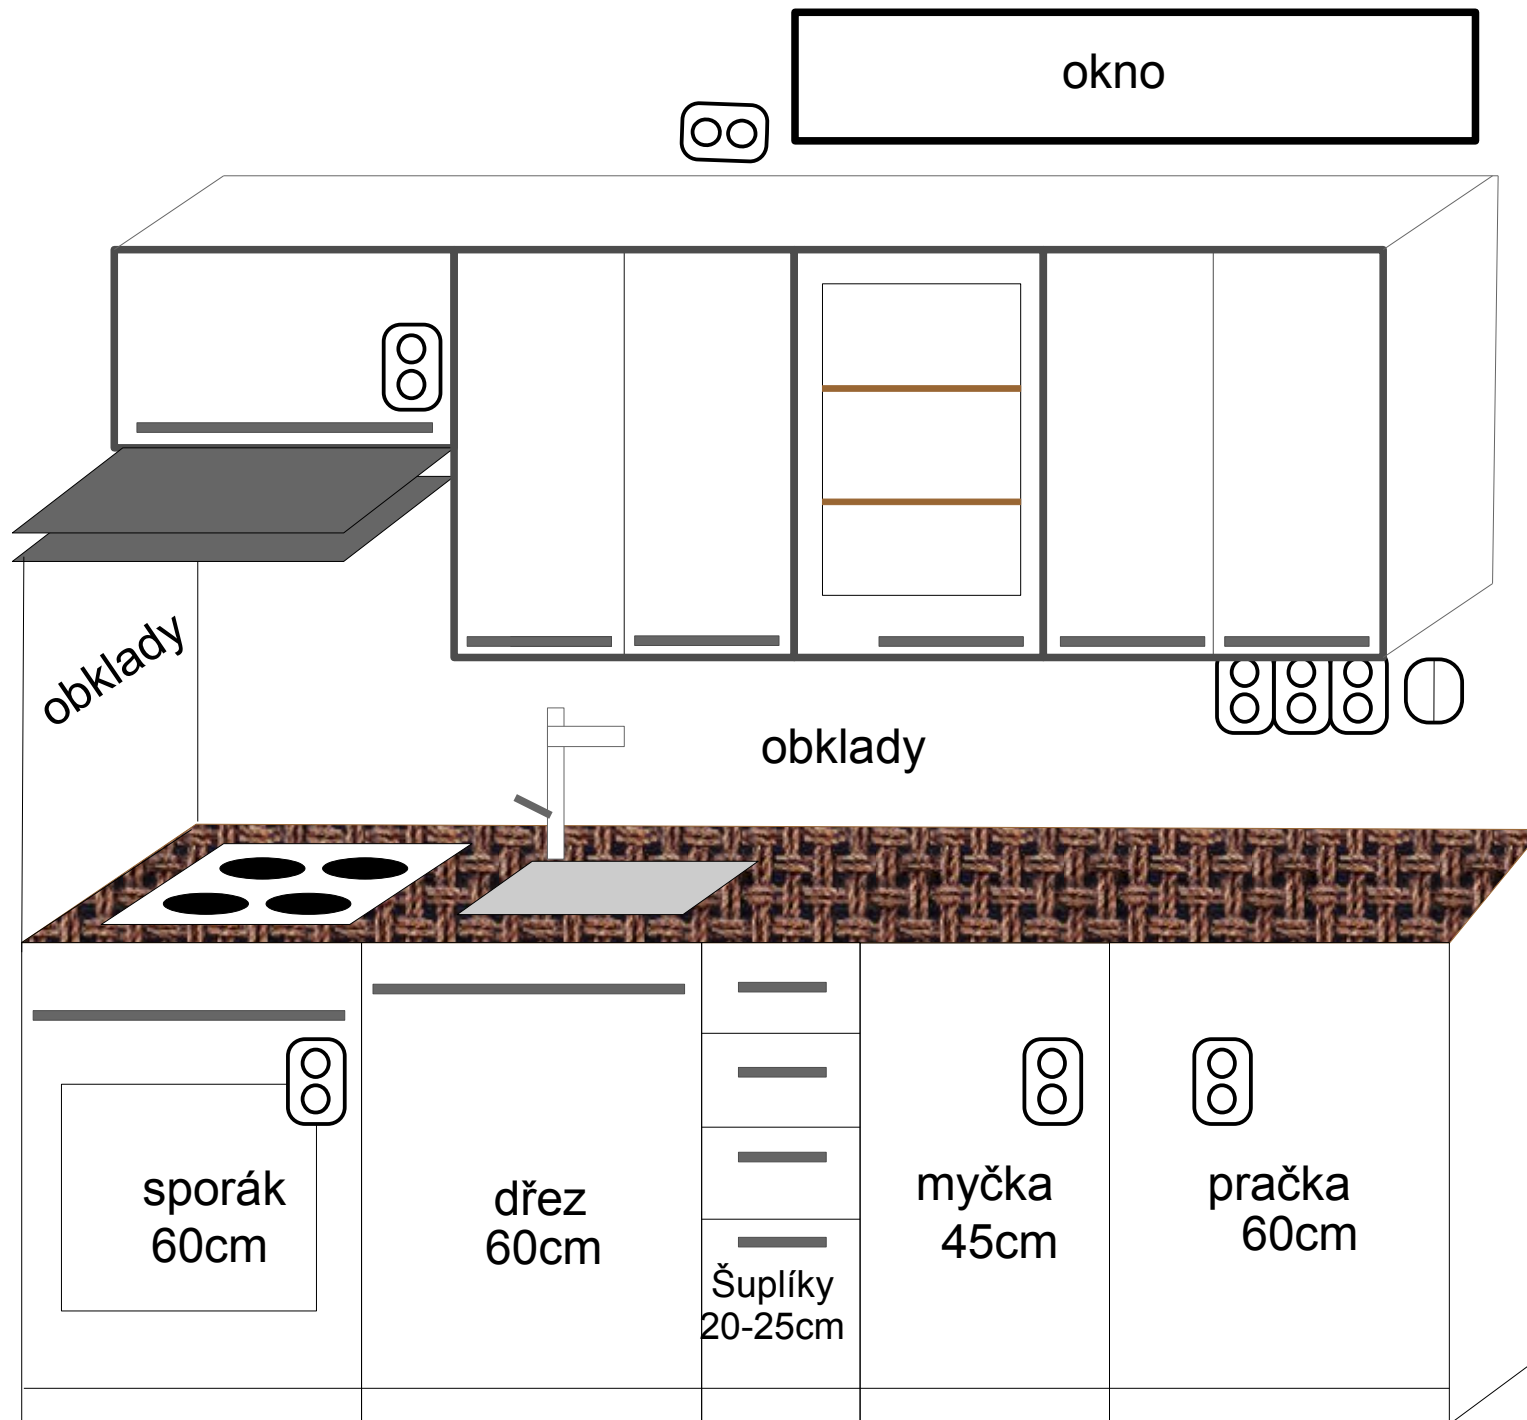 okno
obklady
obklady
sporák
60cm
dřez
60cm
Šuplíky
20-25cm
myčka
45cm
pračka
60cm